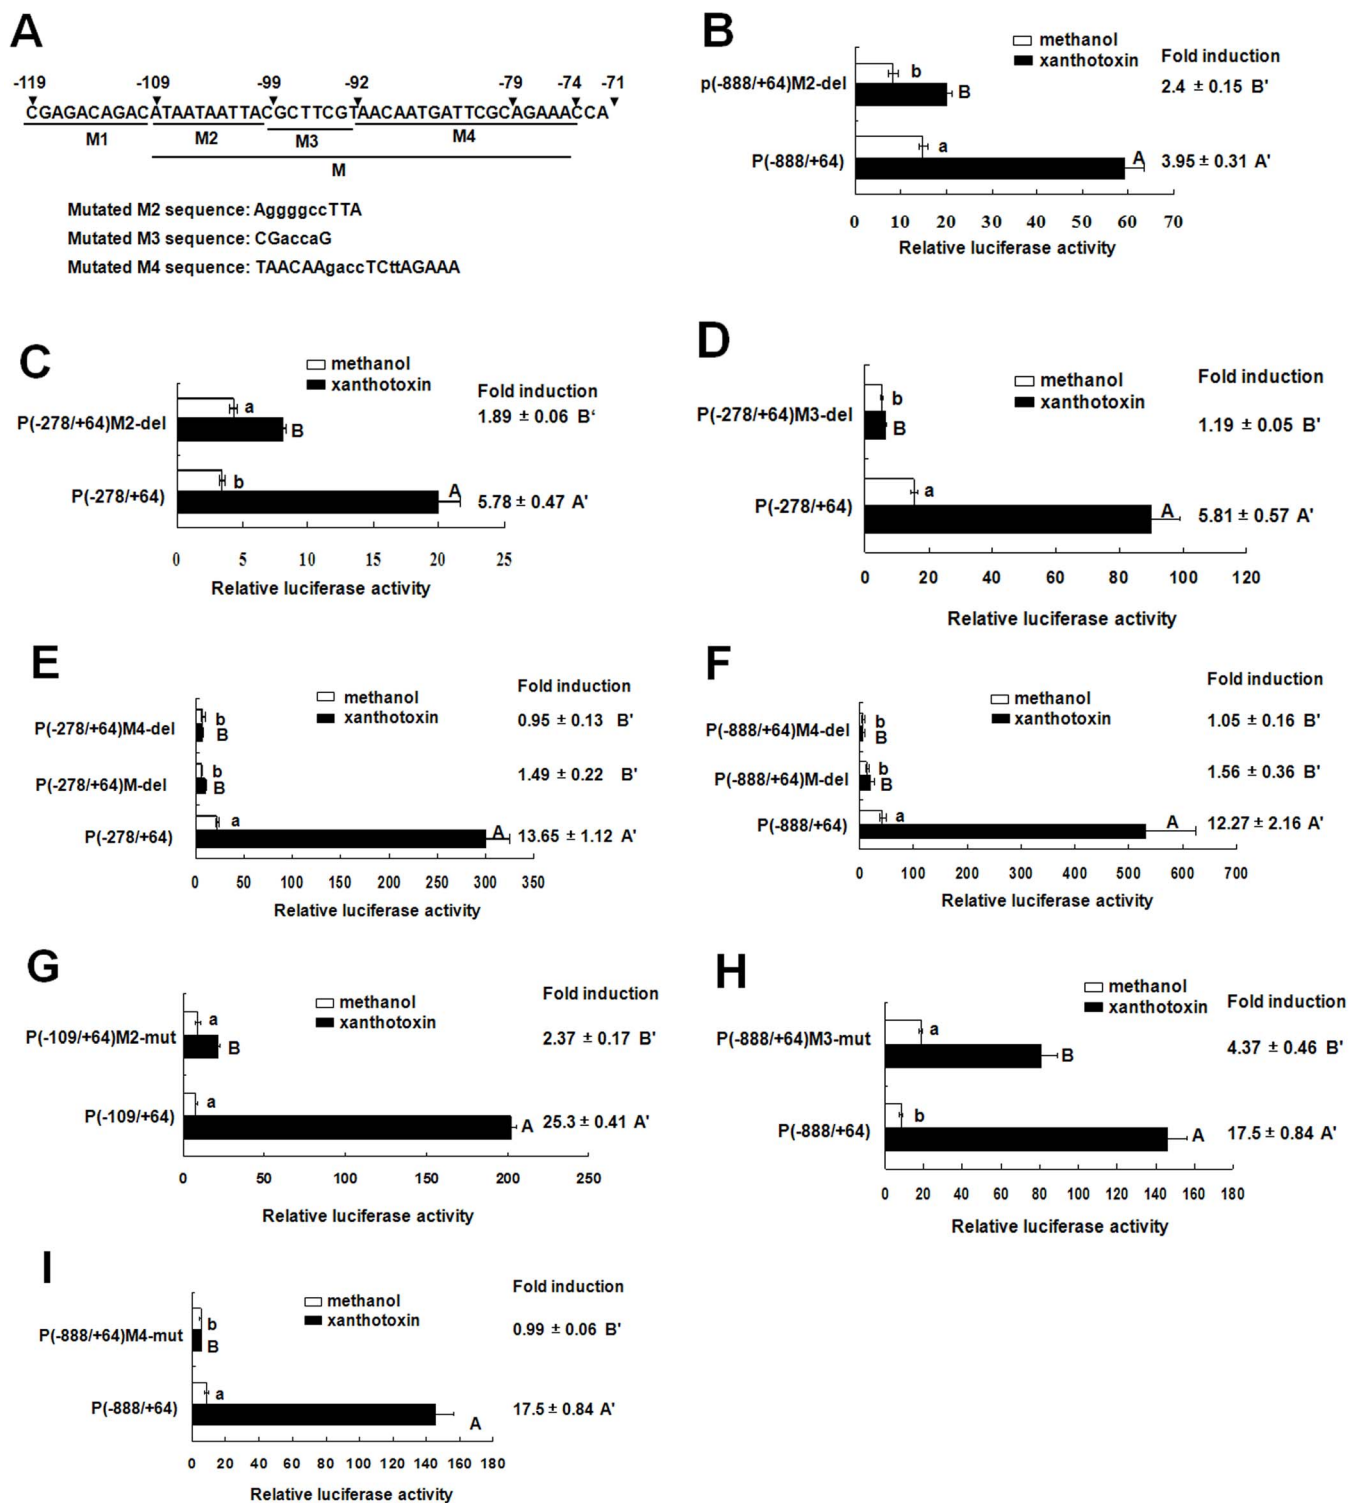 A
-119 -109 -99 -92 -79 -74 -71
CGAGACAGACATAATAATTACGCTTCGTAACAATGATTCGCAGAAACCA
M1 M2 M3 M4
M
Mutated M2 sequence: AggggccTTA
Mutated M3 sequence: CGaccaG
Mutated M4 sequence: TAACAAgaccTCttAGAAA
B
methanol
xanthotoxin
Fold induction
p(-888/+64)M2-del b B 2.4 ± 0.15 B'
P(-888/+64) a A 3.95 ± 0.31 A'
0 10 20 30 40 50 60 70
Relative luciferase activity
C
methanol
xanthotoxin
Fold induction
P(-278/+64)M2-del a B 1.89 ± 0.06 B‘
P(-278/+64) b A 5.78 ± 0.47 A'
0 5 10 15 20 25
Relative luciferase activity
D
methanol
xanthotoxin
Fold induction
P(-278/+64)M3-del b B 1.19 ± 0.05 B'
P(-278/+64) a A 5.81 ± 0.57 A'
0 20 40 60 80 100 120
Relative luciferase activity
E
methanol
xanthotoxin
Fold induction
P(-278/+64)M4-del b B 0.95 ± 0.13 B'
P(-278/+64)M-del b B 1.49 ± 0.22 B'
P(-278/+64) a A 13.65 ± 1.12 A'
0 50 100 150 200 250 300 350
Relative luciferase activity
F
methanol
xanthotoxin
Fold induction
P(-888/+64)M4-del b B 1.05 ± 0.16 B'
P(-888/+64)M-del b B 1.56 ± 0.36 B'
P(-888/+64) a A 12.27 ± 2.16 A'
0 100 200 300 400 500 600 700
Relative luciferase activity
G
methanol
xanthotoxin
Fold induction
P(-109/+64)M2-mut a B 2.37 ± 0.17 B'
P(-109/+64) a A 25.3 ± 0.41 A'
0 50 100 150 200 250
Relative luciferase activity
H
methanol
xanthotoxin
Fold induction
P(-888/+64)M3-mut a B 4.37 ± 0.46 B'
P(-888/+64) b A 17.5 ± 0.84 A'
0 20 40 60 80 100 120 140 160 180
Relative luciferase activity
I
methanol
xanthotoxin
Fold induction
P(-888/+64)M4-mut b B 0.99 ± 0.06 B'
P(-888/+64) a A 17.5 ± 0.84 A'
0 20 40 60 80 100 120 140 160 180
Relative luciferase activity